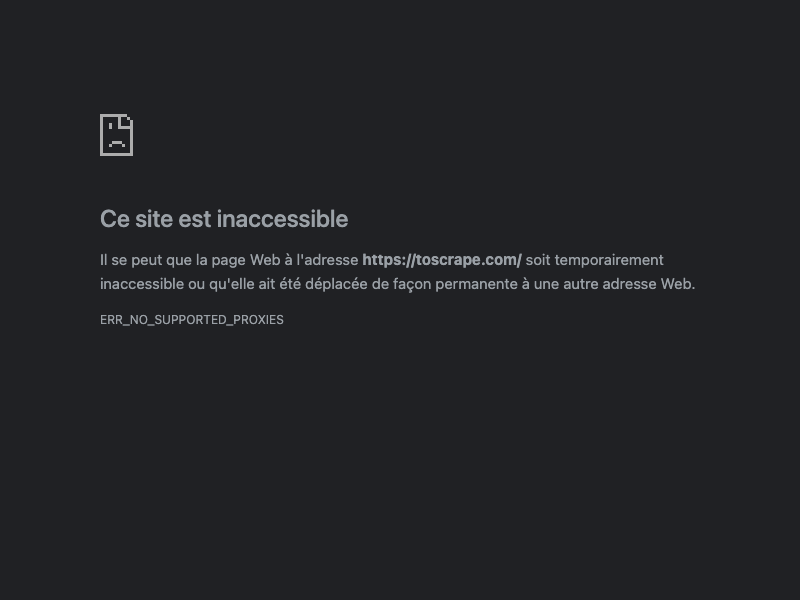 Ce site est inaccessible
Il se peut que la page Web à l'adresse https://toscrape.com/ soit temporairement
inaccessible ou qu'elle ait été déplacée de façon permanente à une autre adresse Web.
ERR_NO_SUPPORTED_PROXIES